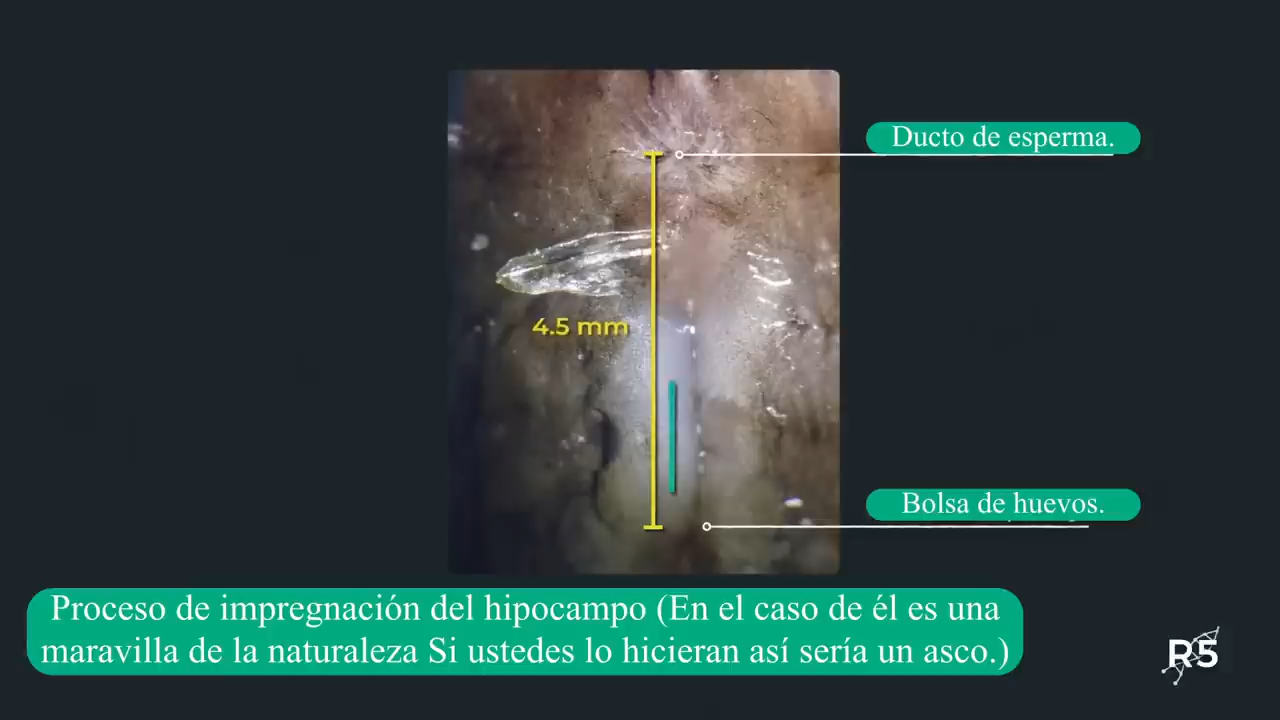 Ducto de esperma.
4.5 mm
Bolsa de huevos.
Proceso de impregnación del hipocampo (En el caso de él es una
maravilla de la naturaleza Si ustedes lo hicieran así sería un asco.)
R5